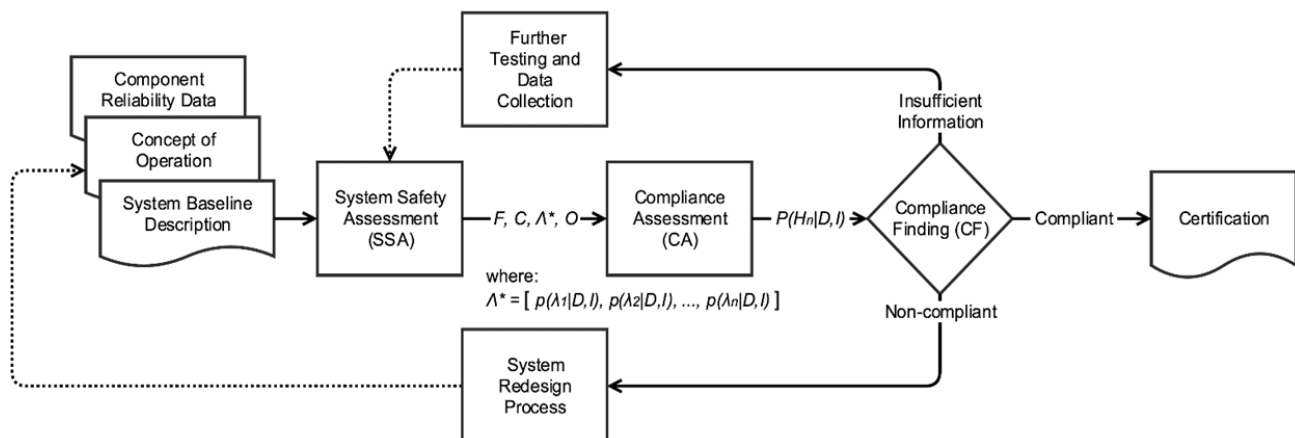 Component
Reliability Data
Concept of
Operation
System Baseline
Description
System Safety
Assessment
(SSA)
Further
Testing and
Data
Collection
F, C, Λ*, O
where:
Λ* = [ p(λ1|D,I), p(λ2|D,I), ..., p(λn|D,I) ]
Compliance
Assessment
(CA)
P(Hn|D,I)
Insufficient
Information
Compliance
Finding (CF)
Compliant
Certification
Non-compliant
System
Redesign
Process